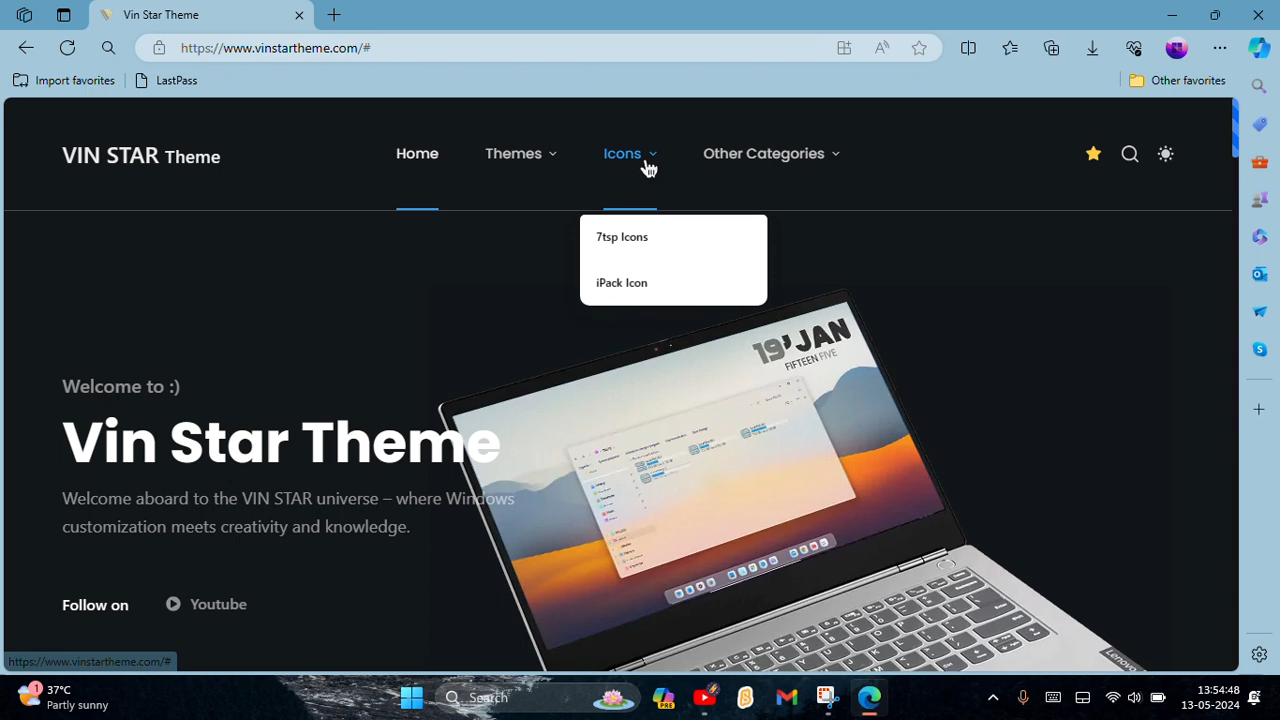 Vin Star Theme
https://www.vinstartheme.com/#
Import favorites
LastPass
Other favorites
VIN STAR Theme
Home
Themes
Icons
Other Categories
7tsp Icons
iPack Icon
19' JAN
FIFTEEN FIVE
Welcome to :)
Vin Star Theme
Welcome aboard to the VIN STAR universe – where Windows
customization meets creativity and knowledge.
Follow on
Youtube
Lenovo
https://www.vinstartheme.com/#
1
37°C
Partly sunny
Search
PRE
13:54:48
13-05-2024